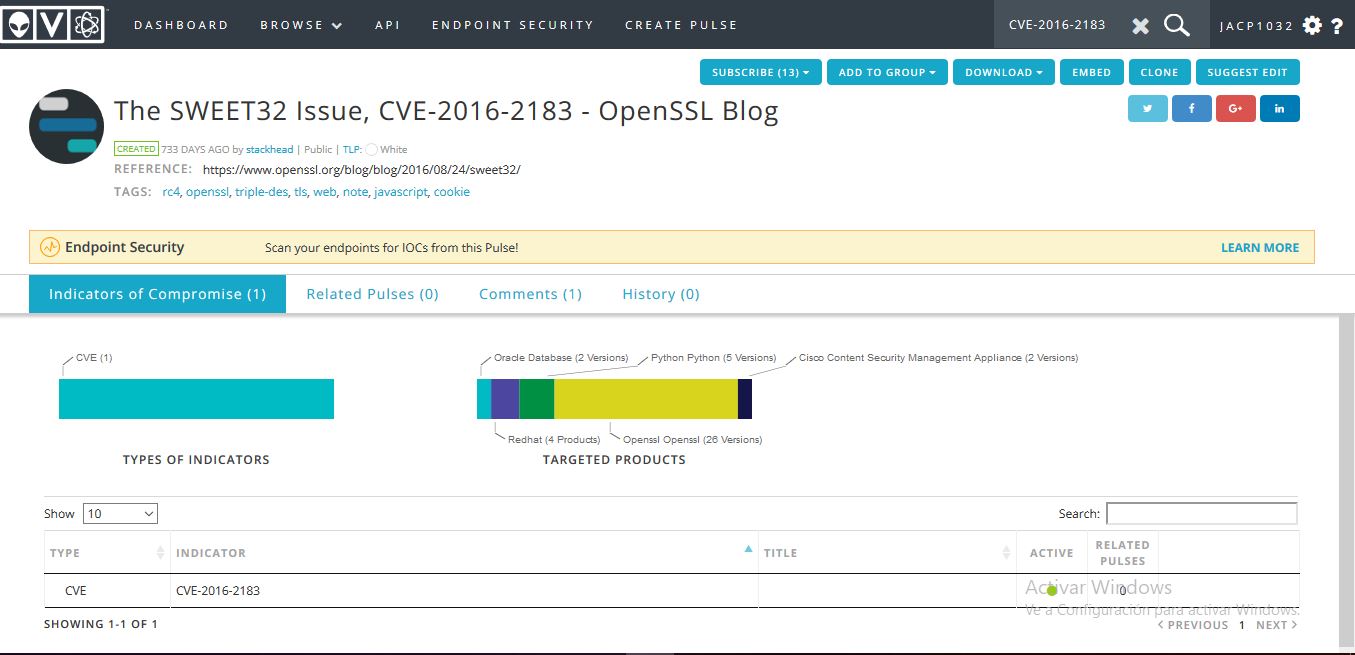 V
DASHBOARD BROWSE API ENDPOINT SECURITY CREATE PULSE CVE-2016-2183 JACP1032 ?
SUBSCRIBE (13) ADD TO GROUP DOWNLOAD EMBED CLONE SUGGEST EDIT
The SWEET32 Issue, CVE-2016-2183 - OpenSSL Blog
f G+ in
CREATED 733 DAYS AGO by stackhead | Public | TLP: White
REFERENCE: https://www.openssl.org/blog/blog/2016/08/24/sweet32/
TAGS: rc4, openssl, triple-des, tls, web, note, javascript, cookie
Endpoint Security Scan your endpoints for IOCs from this Pulse! LEARN MORE
Indicators of Compromise (1) Related Pulses (0) Comments (1) History (0)
CVE (1) Oracle Database (2 Versions) Python Python (5 Versions) Cisco Content Security Management Appliance (2 Versions)
Redhat (4 Products) Openssl Openssl (26 Versions)
TYPES OF INDICATORS TARGETED PRODUCTS
Show 10 Search:
TYPE INDICATOR TITLE ACTIVE RELATED PULSES
CVE CVE-2016-2183 0
Activar Windows
Ve a Configuración para activar Windows.
SHOWING 1-1 OF 1 < PREVIOUS 1 NEXT >